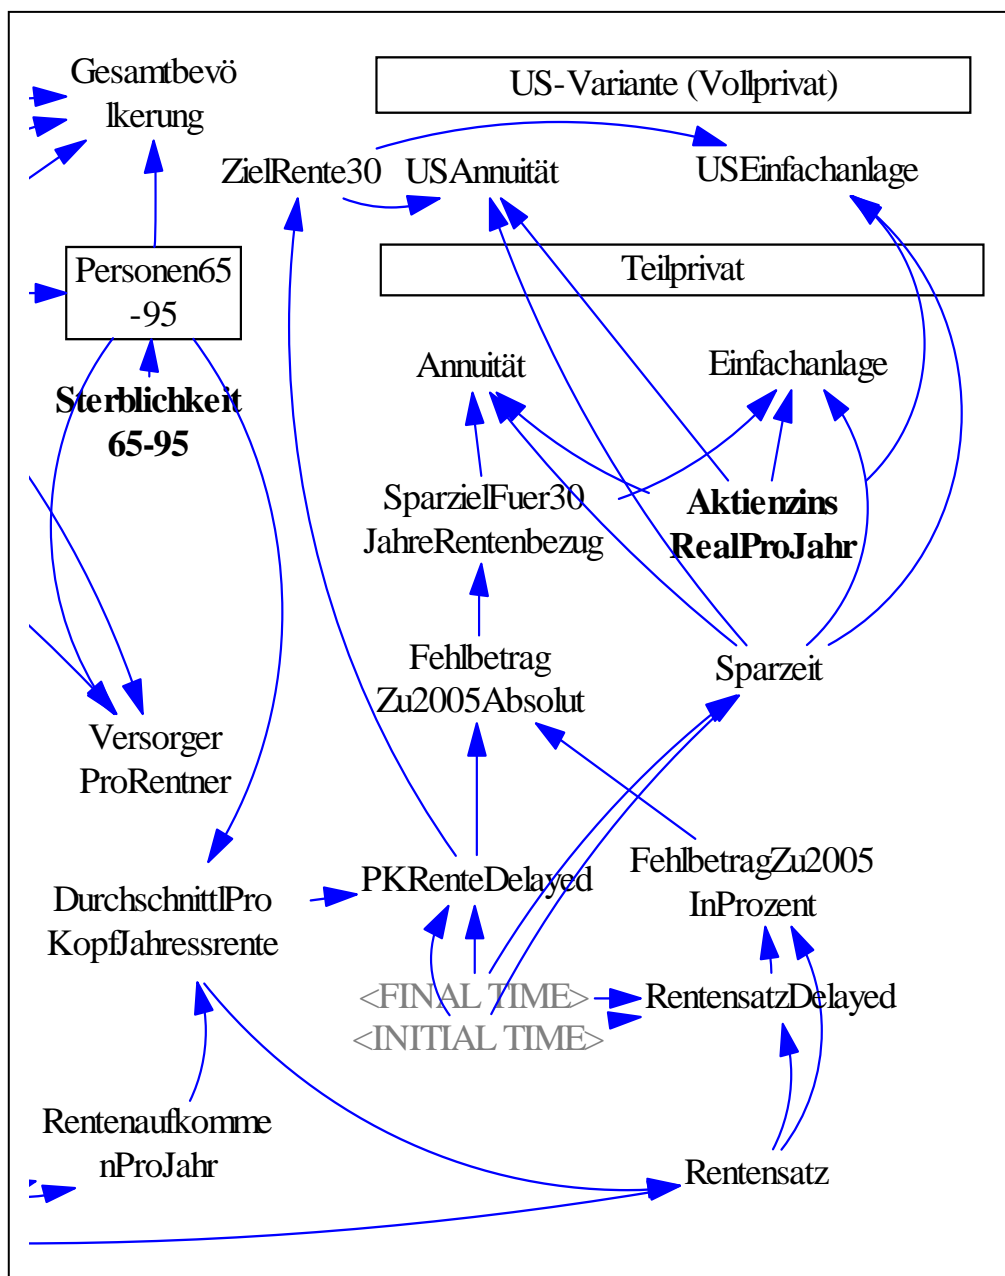 Gesamtbevö
lkerung
US-Variante (Vollprivat)
ZielRente30
USAnnuität
USEinfachanlage
Personen65
-95
Teilprivat
Sterblichkeit
65-95
Annuität
Einfachanlage
SparzielFuer30
JahreRentenbezug
Aktienzins
RealProJahr
Fehlbetrag
Zu2005Absolut
Sparzeit
Versorger
ProRentner
DurchschnittlPro
KopfJahressrente
PKRenteDelayed
FehlbetragZu2005
InProzent
<FINAL TIME>
<INITIAL TIME>
RentensatzDelayed
Rentenaufkomme
nProJahr
Rentensatz